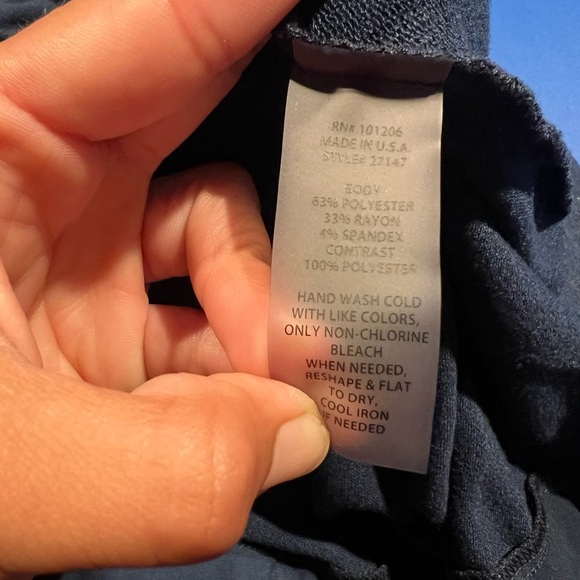 RN# 101206
MADE IN U.S.A
STYLE# 27147
BODY
63% POLYESTER
33% RAYON
4% SPANDEX
CONTRAST
100% POLYESTER
HAND WASH COLD
WITH LIKE COLORS,
ONLY NON-CHLORINE
BLEACH
WHEN NEEDED,
RESHAPE & FLAT
TO DRY,
COOL IRON
IF NEEDED